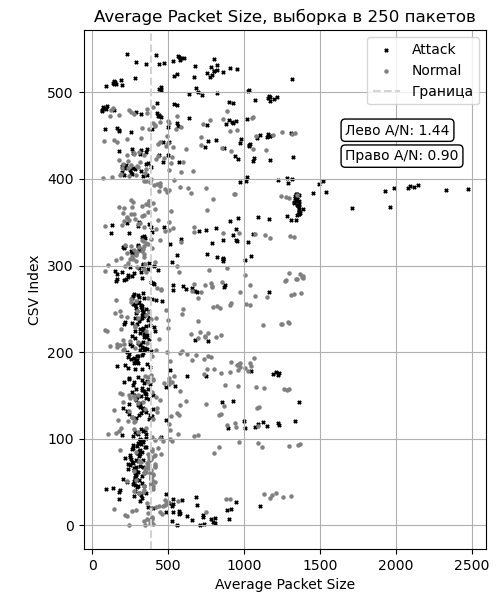 Average Packet Size, выборка в 250 пакетов
Attack
Normal
Граница
Лево A/N: 1.44
Право A/N: 0.90
500
400
300
200
100
0
CSV Index
0 500 1000 1500 2000 2500
Average Packet Size